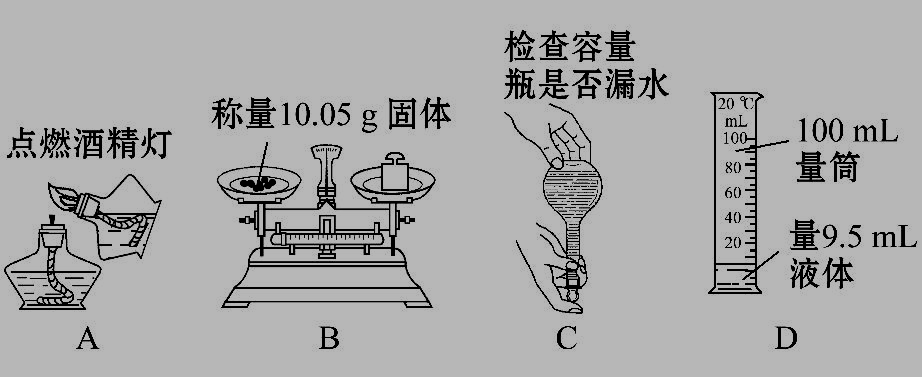 检查容量
瓶是否漏水
称量10.05 g 固体
点燃酒精灯
20 ℃
mL
100
80
60
40
20
100 mL
量筒
量9.5 mL
液体
A
B
C
D